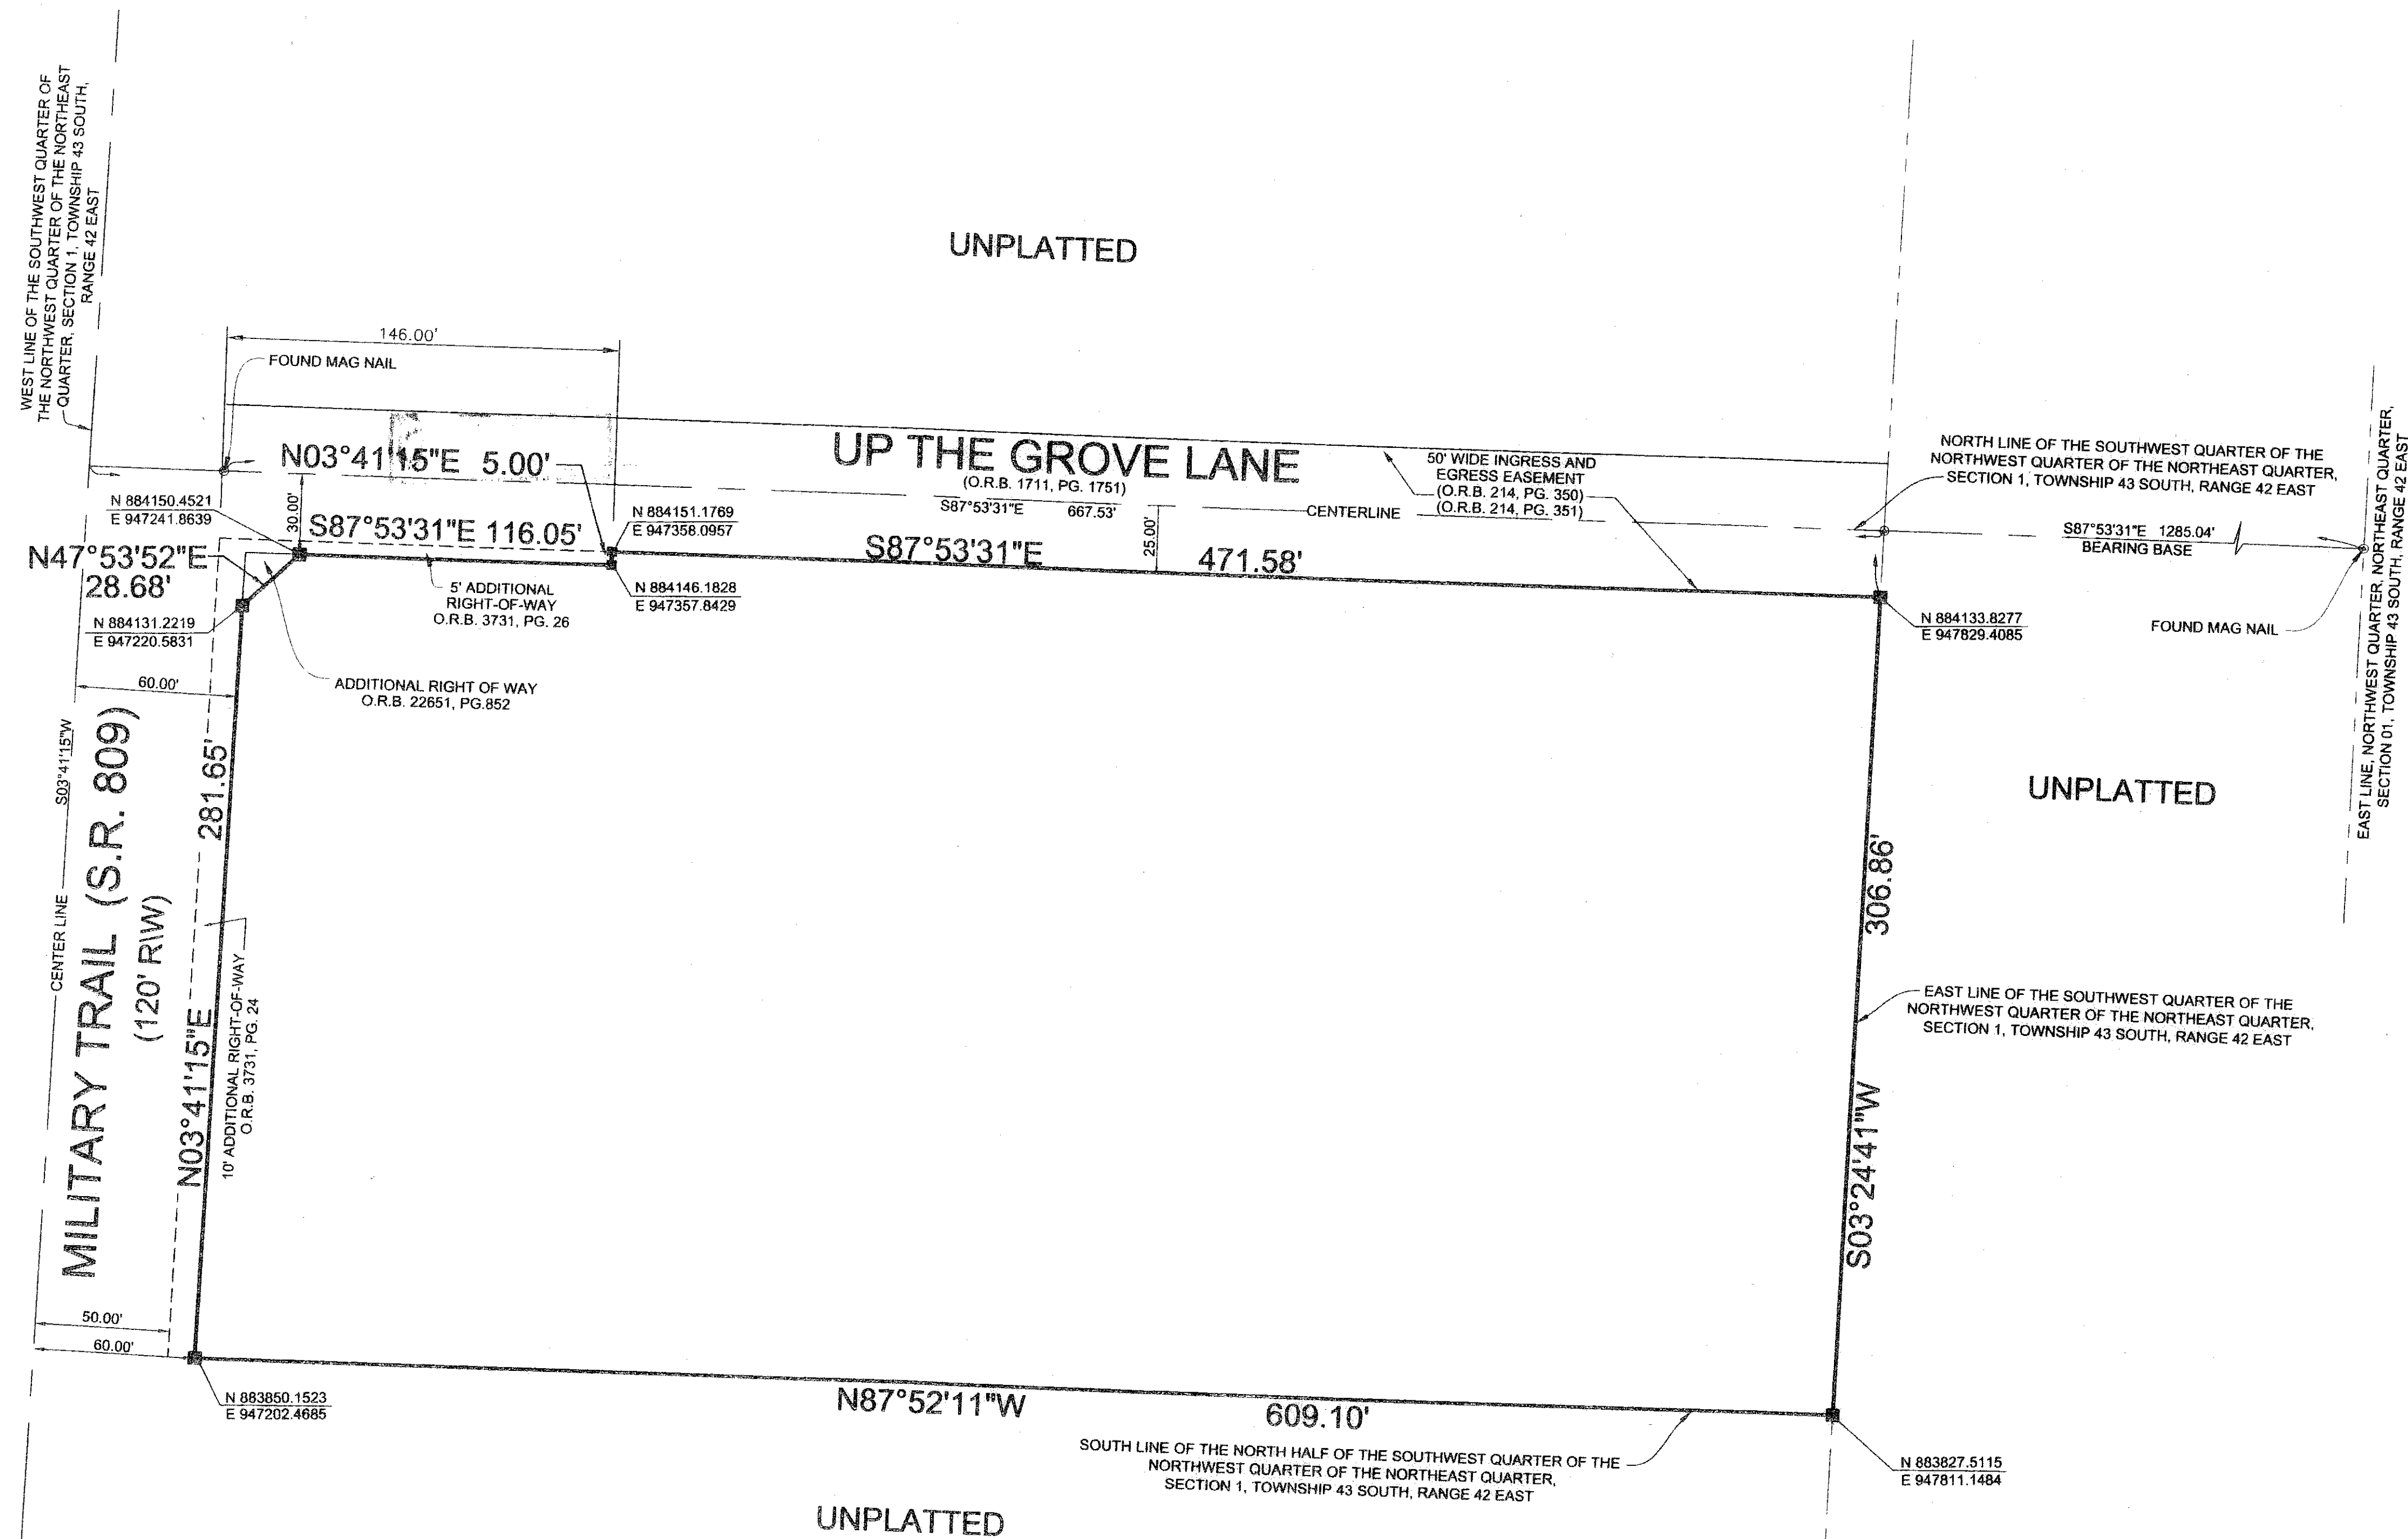 WEST LINE OF THE SOUTHWEST QUARTER OF
THE NORTHWEST QUARTER OF THE NORTHEAST
QUARTER, SECTION 1, TOWNSHIP 43 SOUTH,
RANGE 42 EAST
UNPLATTED
146.00'
FOUND MAG NAIL
N03°41'15"E 5.00'
UP THE GROVE LANE
(O.R.B. 1711, PG. 1751)
S87°53'31"E 667.53'
CENTERLINE
50' WIDE INGRESS AND
EGRESS EASEMENT
(O.R.B. 214, PG. 350)
(O.R.B. 214, PG. 351)
NORTH LINE OF THE SOUTHWEST QUARTER OF THE
NORTHWEST QUARTER OF THE NORTHEAST QUARTER,
SECTION 1, TOWNSHIP 43 SOUTH, RANGE 42 EAST
S87°53'31"E 1285.04'
BEARING BASE
EAST LINE, NORTHWEST QUARTER, NORTHEAST QUARTER,
SECTION 01, TOWNSHIP 43 SOUTH, RANGE 42 EAST
FOUND MAG NAIL
N 884150.4521
E 947241.8639
30.00'
S87°53'31"E 116.05'
N 884151.1769
E 947358.0957
25.00'
S87°53'31"E 471.58'
N47°53'52"E
28.68'
N 884131.2219
E 947220.5831
5' ADDITIONAL
RIGHT-OF-WAY
O.R.B. 3731, PG. 26
N 884146.1828
E 947357.8429
N 884133.8277
E 947829.4085
ADDITIONAL RIGHT OF WAY
O.R.B. 22651, PG.852
60.00'
CENTER LINE
S03°41'15"W
MILITARY TRAIL (S.R. 809)
(120' R\W)
N03°41'15"E 281.65'
10' ADDITIONAL RIGHT-OF-WAY
O.R.B. 3731, PG. 24
UNPLATTED
S03°24'41"W 306.86'
EAST LINE OF THE SOUTHWEST QUARTER OF THE
NORTHWEST QUARTER OF THE NORTHEAST QUARTER,
SECTION 1, TOWNSHIP 43 SOUTH, RANGE 42 EAST
50.00'
60.00'
N 883850.1523
E 947202.4685
N87°52'11"W 609.10'
SOUTH LINE OF THE NORTH HALF OF THE SOUTHWEST QUARTER OF THE
NORTHWEST QUARTER OF THE NORTHEAST QUARTER,
SECTION 1, TOWNSHIP 43 SOUTH, RANGE 42 EAST
N 883827.5115
E 947811.1484
UNPLATTED